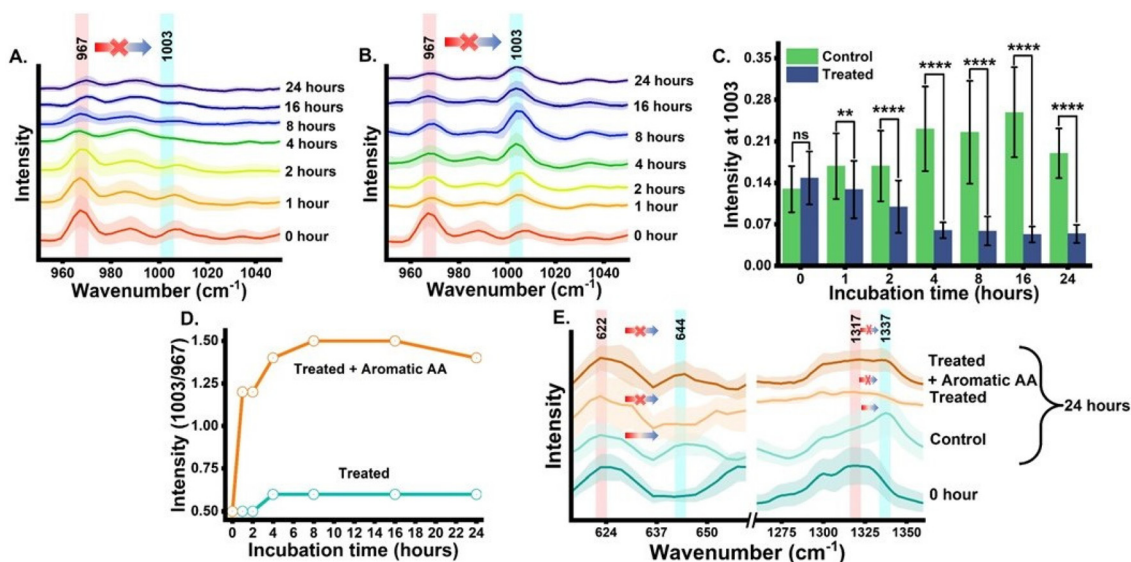 A.
967
1003
24 hours
16 hours
8 hours
4 hours
2 hours
1 hour
0 hour
Intensity
960 980 1000 1020 1040
Wavenumber (cm-1)
B.
967
1003
24 hours
16 hours
8 hours
4 hours
2 hours
1 hour
0 hour
Intensity
960 980 1000 1020 1040
Wavenumber (cm-1)
C.
Control
Treated
ns
**
****
****
****
****
****
Intensity at 1003
0.35
0.28
0.21
0.14
0.07
0.00
0 1 2 4 8 16 24
Incubation time (hours)
D.
Intensity (1003/967)
1.50
1.25
1.00
0.75
0.50
Treated + Aromatic AA
Treated
0 2 4 6 8 10 12 14 16 18 20 22 24
Incubation time (hours)
E.
622
644
1317
1337
Treated
+ Aromatic AA
Treated
Control
0 hour
24 hours
Intensity
624 637 650 1275 1300 1325 1350
Wavenumber (cm-1)